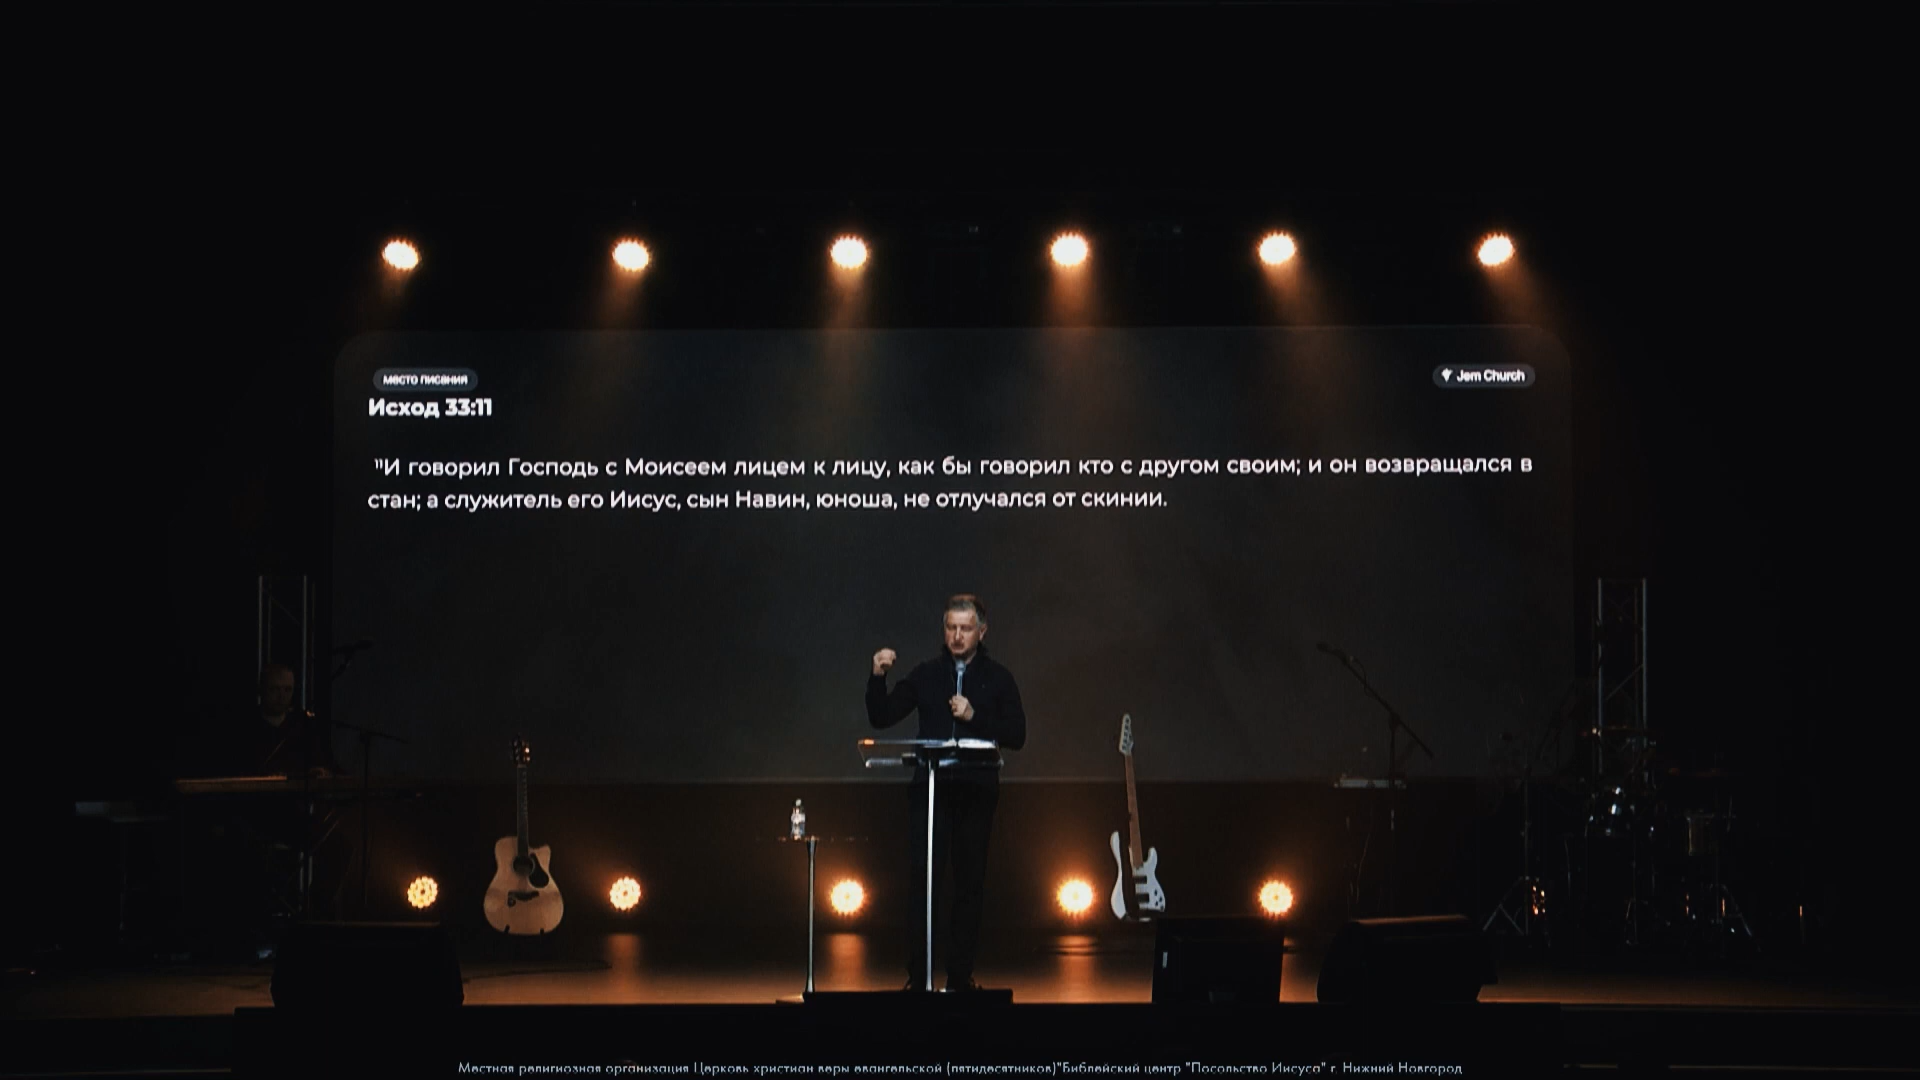 место писания
Jem Church
Исход 33:11
¹¹И говорил Господь с Моисеем лицем к лицу, как бы говорил кто с другом своим; и он возвращался в
стан; а служитель его Иисус, сын Навин, юноша, не отлучался от скинии.
Местная религиозная организация Церковь христиан веры евангельской (пятидесятников)"Библейский центр "Посольство Иисуса" г. Нижний Новгород